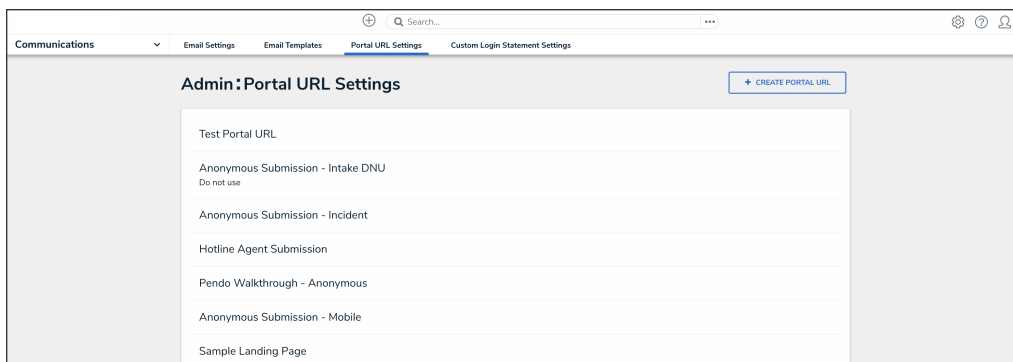 Search...
Communications
Email Settings
Email Templates
Portal URL Settings
Custom Login Statement Settings
Admin:Portal URL Settings
+ CREATE PORTAL URL
Test Portal URL
Anonymous Submission - Intake DNU
Do not use
Anonymous Submission - Incident
Hotline Agent Submission
Pendo Walkthrough - Anonymous
Anonymous Submission - Mobile
Sample Landing Page